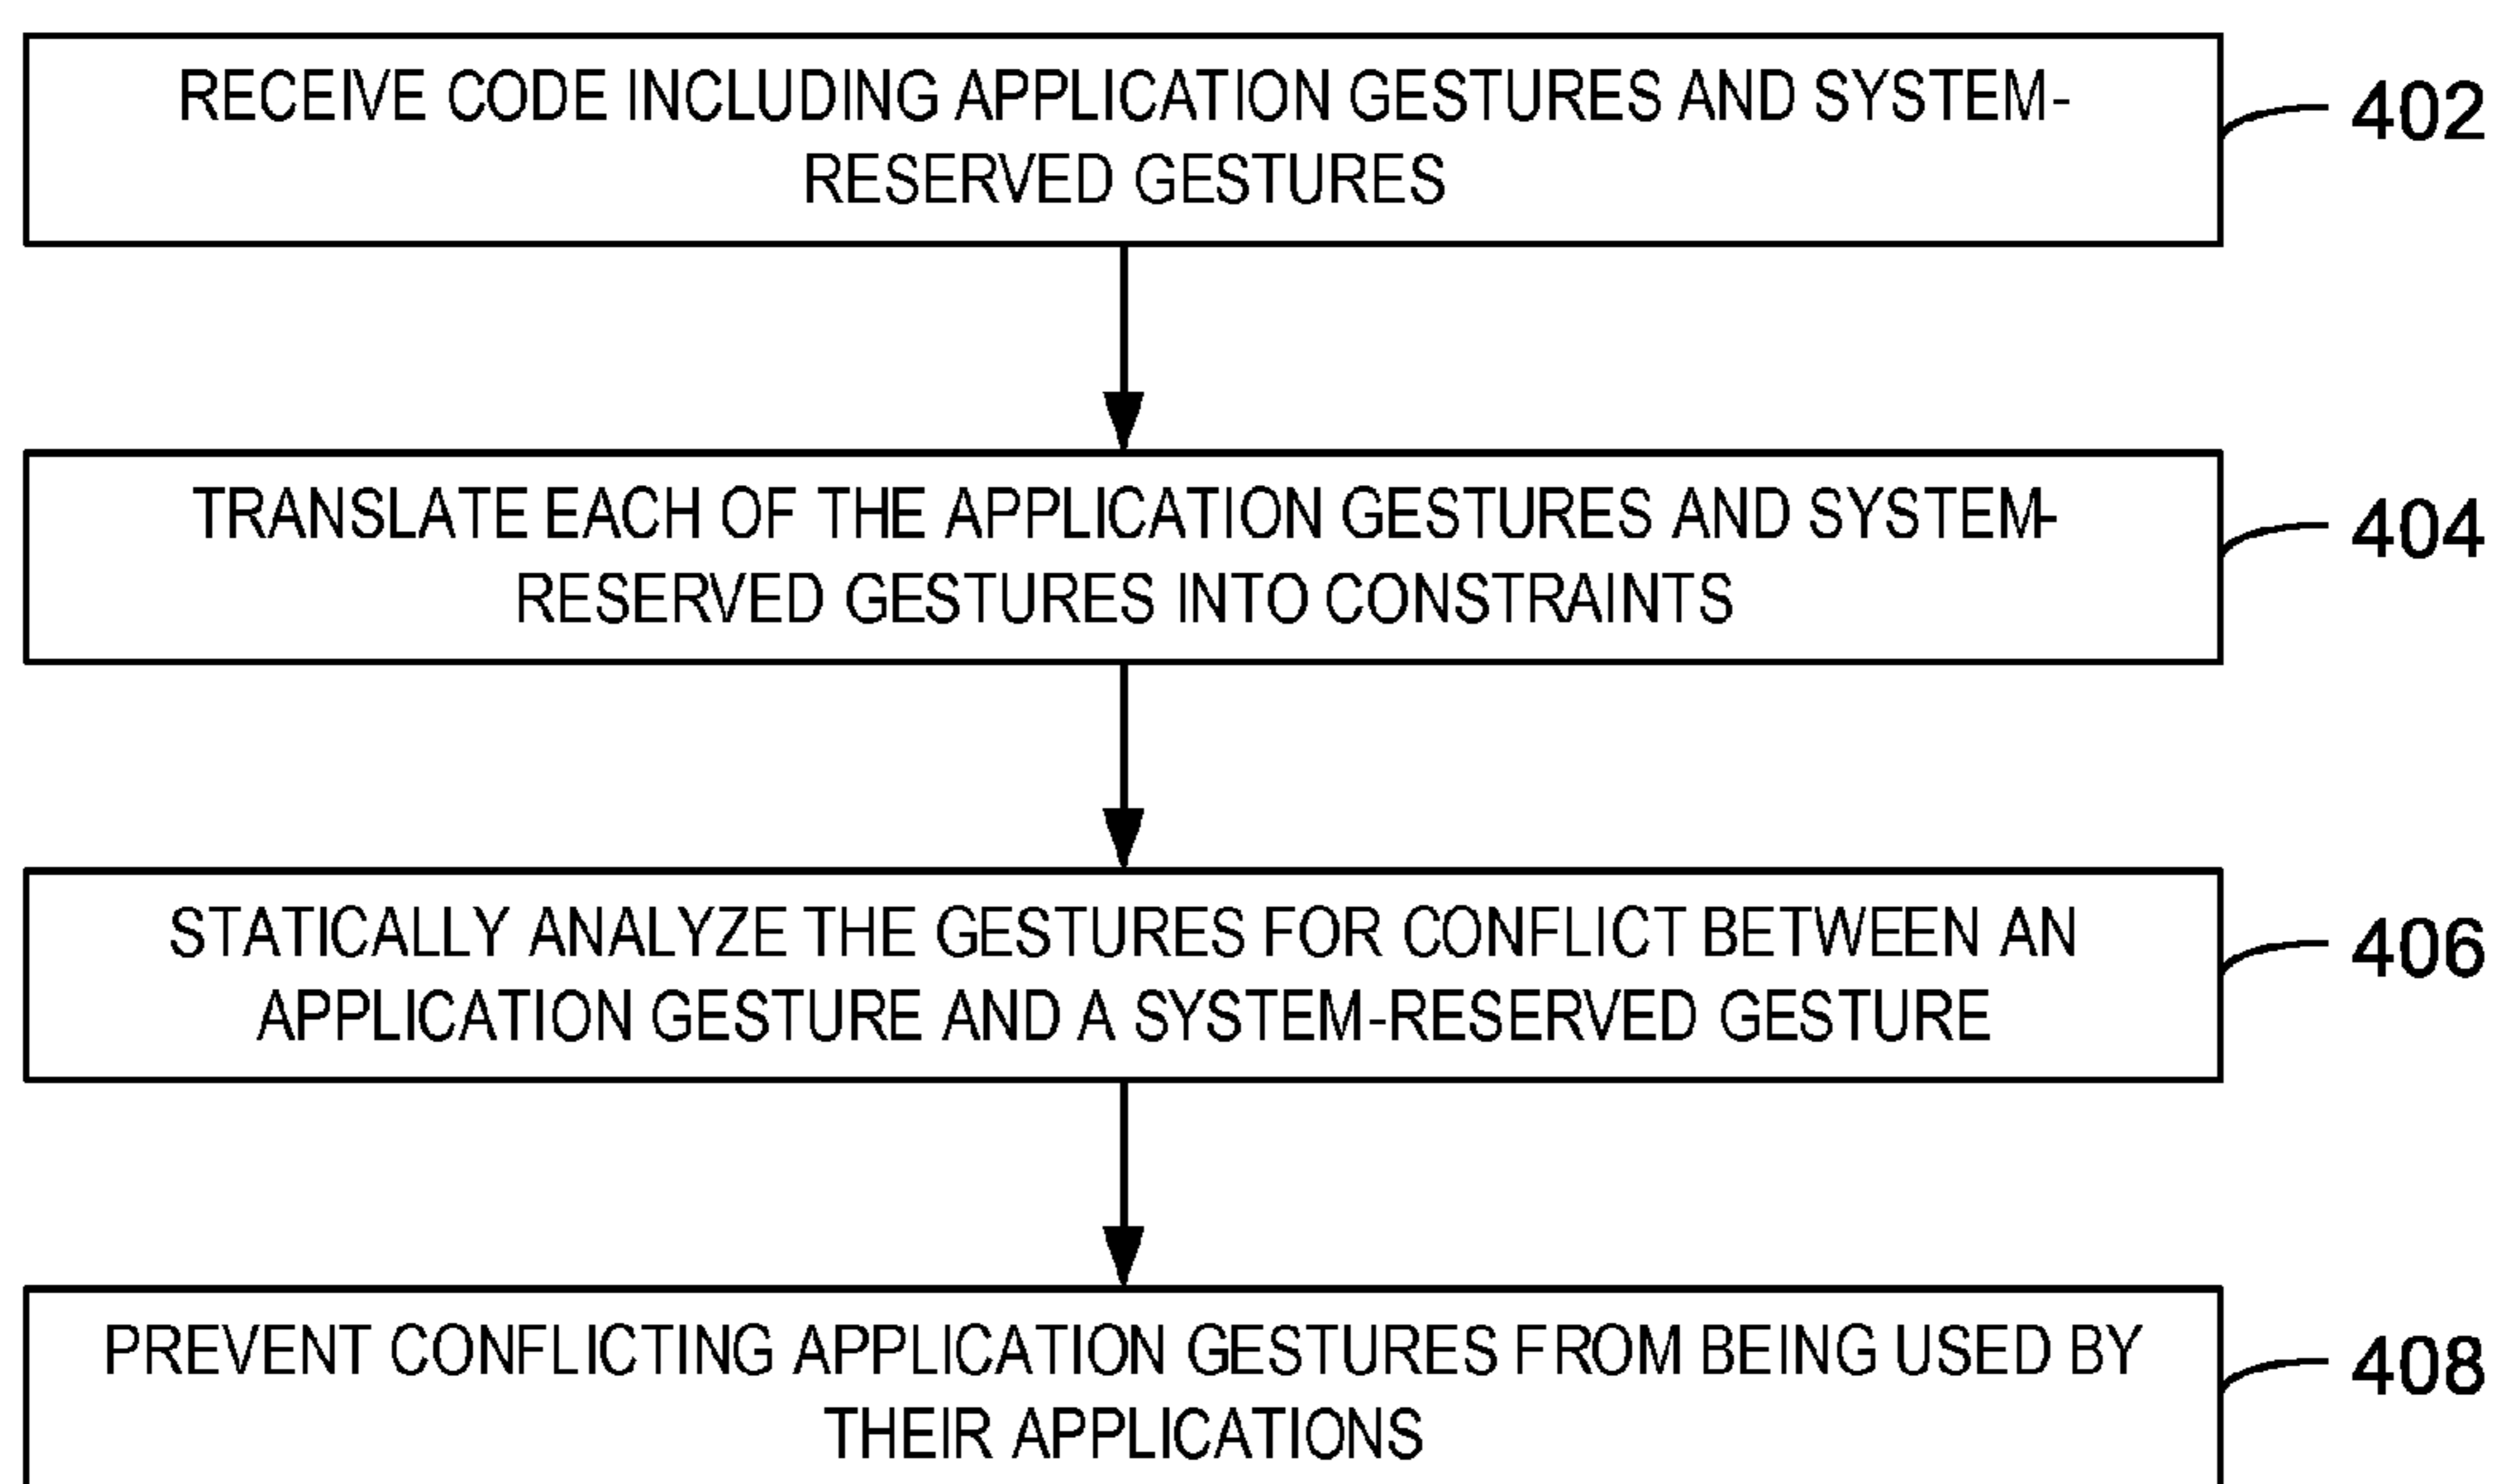 RECEIVE CODE INCLUDING APPLICATION GESTURES AND SYSTEM-
RESERVED GESTURES
402
TRANSLATE EACH OF THE APPLICATION GESTURES AND SYSTEM-
RESERVED GESTURES INTO CONSTRAINTS
404
STATICALLY ANALYZE THE GESTURES FOR CONFLICT BETWEEN AN
APPLICATION GESTURE AND A SYSTEM-RESERVED GESTURE
406
PREVENT CONFLICTING APPLICATION GESTURES FROM BEING USED BY
THEIR APPLICATIONS
408